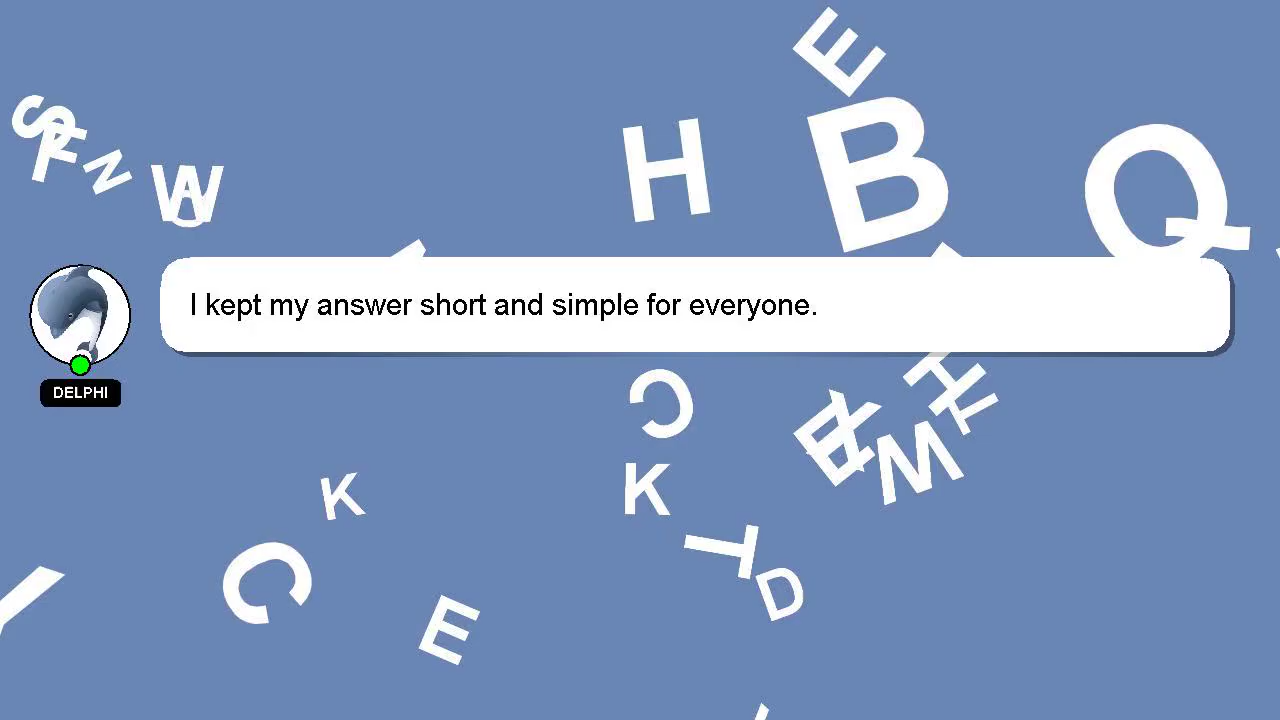 I kept my answer short and simple for everyone.
DELPHI
E
B
H
Q
S
F
N
W
A
C
K
E
H
M
K
K
T
D
C
E